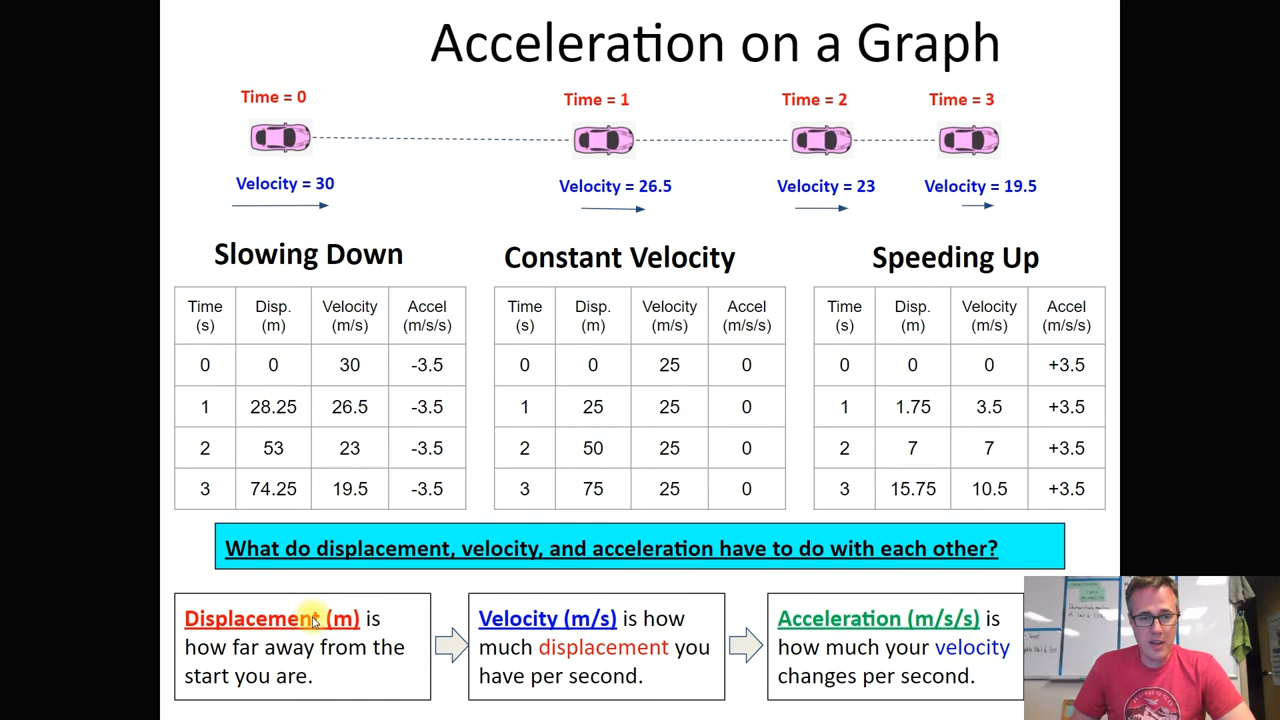 Acceleration on a Graph
Time = 0
Time = 1
Time = 2
Time = 3
Velocity = 30
Velocity = 26.5
Velocity = 23
Velocity = 19.5
Slowing Down
Time (s) Disp. (m) Velocity (m/s) Accel (m/s/s)
0 0 30 -3.5
1 28.25 26.5 -3.5
2 53 23 -3.5
3 74.25 19.5 -3.5
Constant Velocity
Time (s) Disp. (m) Velocity (m/s) Accel (m/s/s)
0 0 25 0
1 25 25 0
2 50 25 0
3 75 25 0
Speeding Up
Time (s) Disp. (m) Velocity (m/s) Accel (m/s/s)
0 0 0 +3.5
1 1.75 3.5 +3.5
2 7 7 +3.5
3 15.75 10.5 +3.5
What do displacement, velocity, and acceleration have to do with each other?
Displacement (m) is
how far away from the
start you are.
Velocity (m/s) is how
much displacement you
have per second.
Acceleration (m/s/s) is
how much your velocity
changes per second.